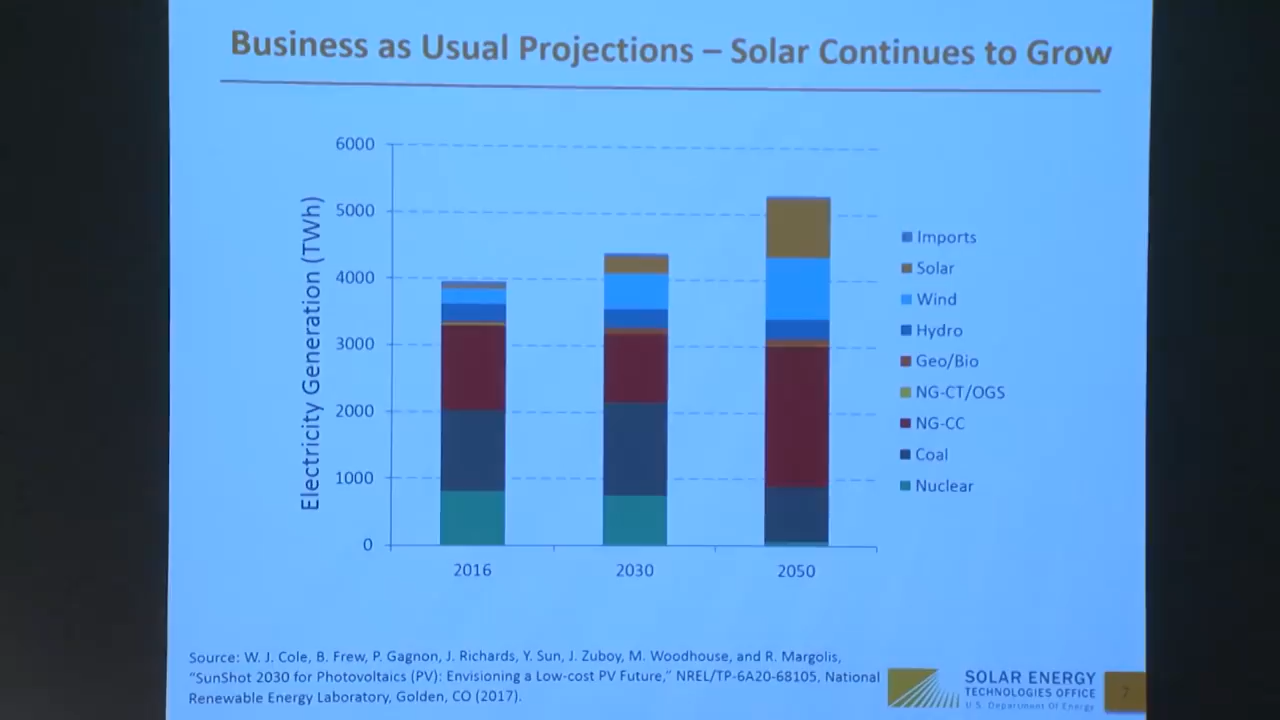 Business as Usual Projections – Solar Continues to Grow
Electricity Generation (TWh)
6000
5000
4000
3000
2000
1000
0
2016
2030
2050
Imports
Solar
Wind
Hydro
Geo/Bio
NG-CT/OGS
NG-CC
Coal
Nuclear
Source: W. J. Cole, B. Frew, P. Gagnon, J. Richards, Y. Sun, J. Zuboy, M. Woodhouse, and R. Margolis,
“SunShot 2030 for Photovoltaics (PV): Envisioning a Low-cost PV Future,” NREL/TP-6A20-68105, National
Renewable Energy Laboratory, Golden, CO (2017).
SOLAR ENERGY
TECHNOLOGIES OFFICE
U.S. Department Of Energy
7